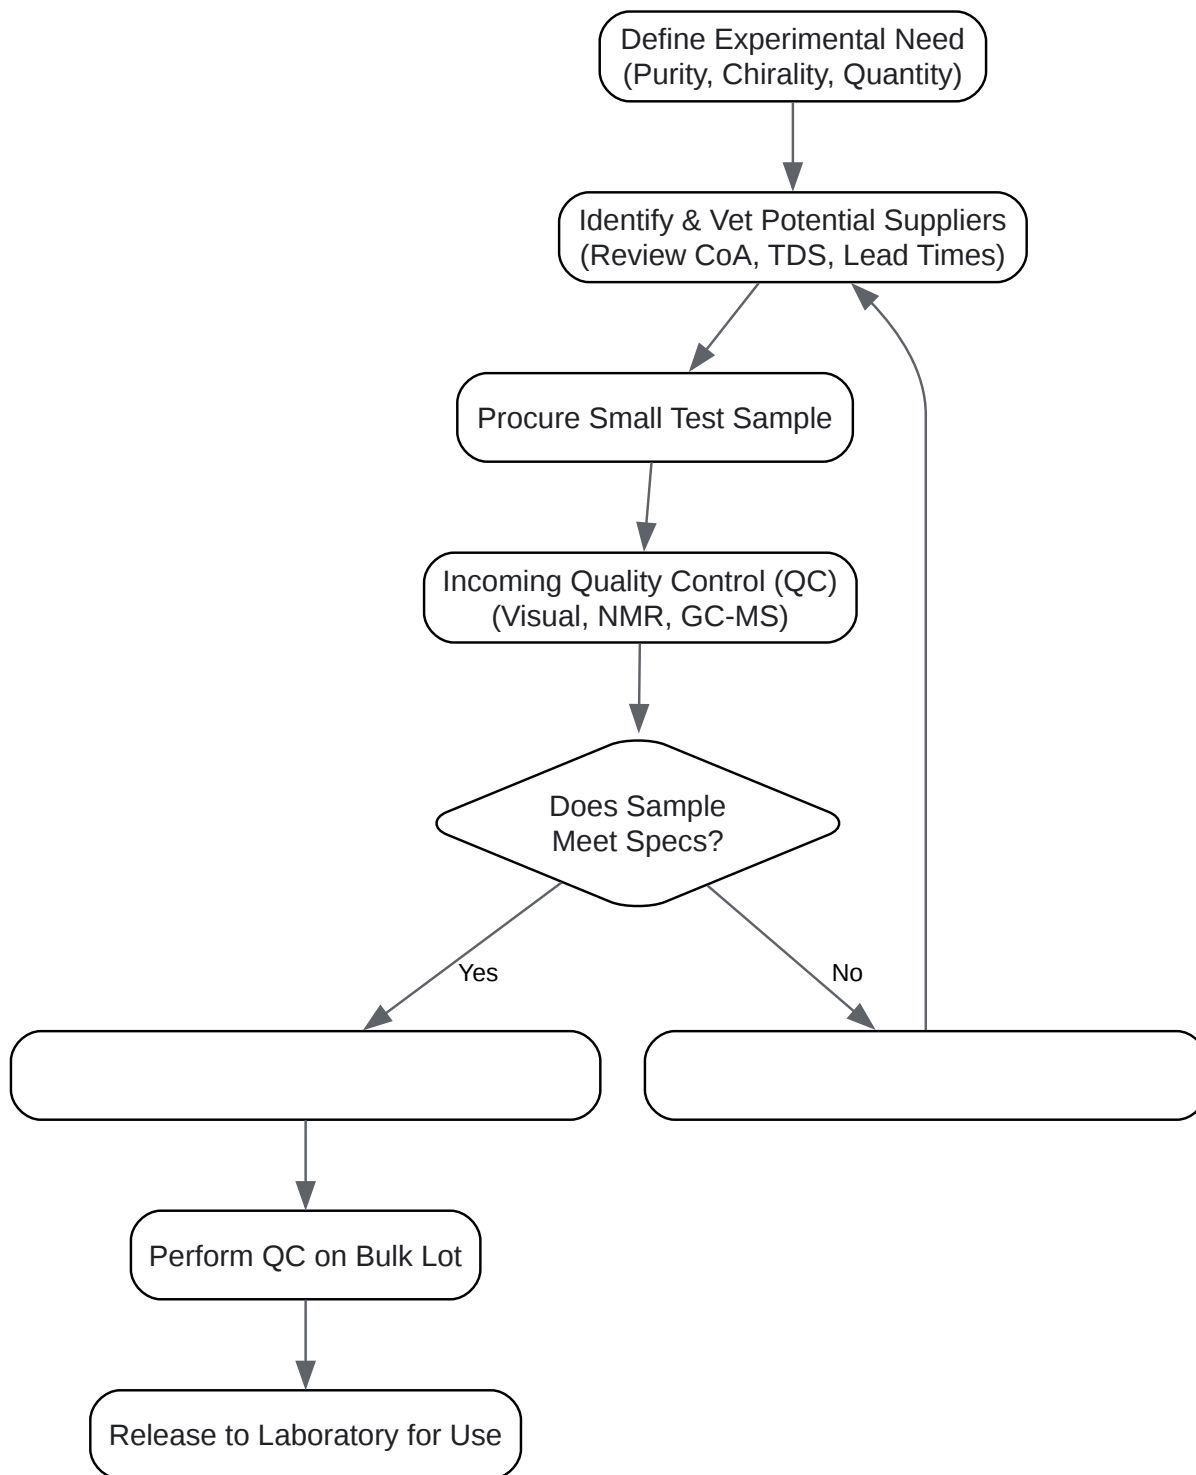 Define Experimental Need
(Purity, Chirality, Quantity)
Identify & Vet Potential Suppliers
(Review CoA, TDS, Lead Times)
Procure Small Test Sample
Incoming Quality Control (QC)
(Visual, NMR, GC-MS)
Does Sample
Meet Specs?
Yes
No
Perform QC on Bulk Lot
Release to Laboratory for Use